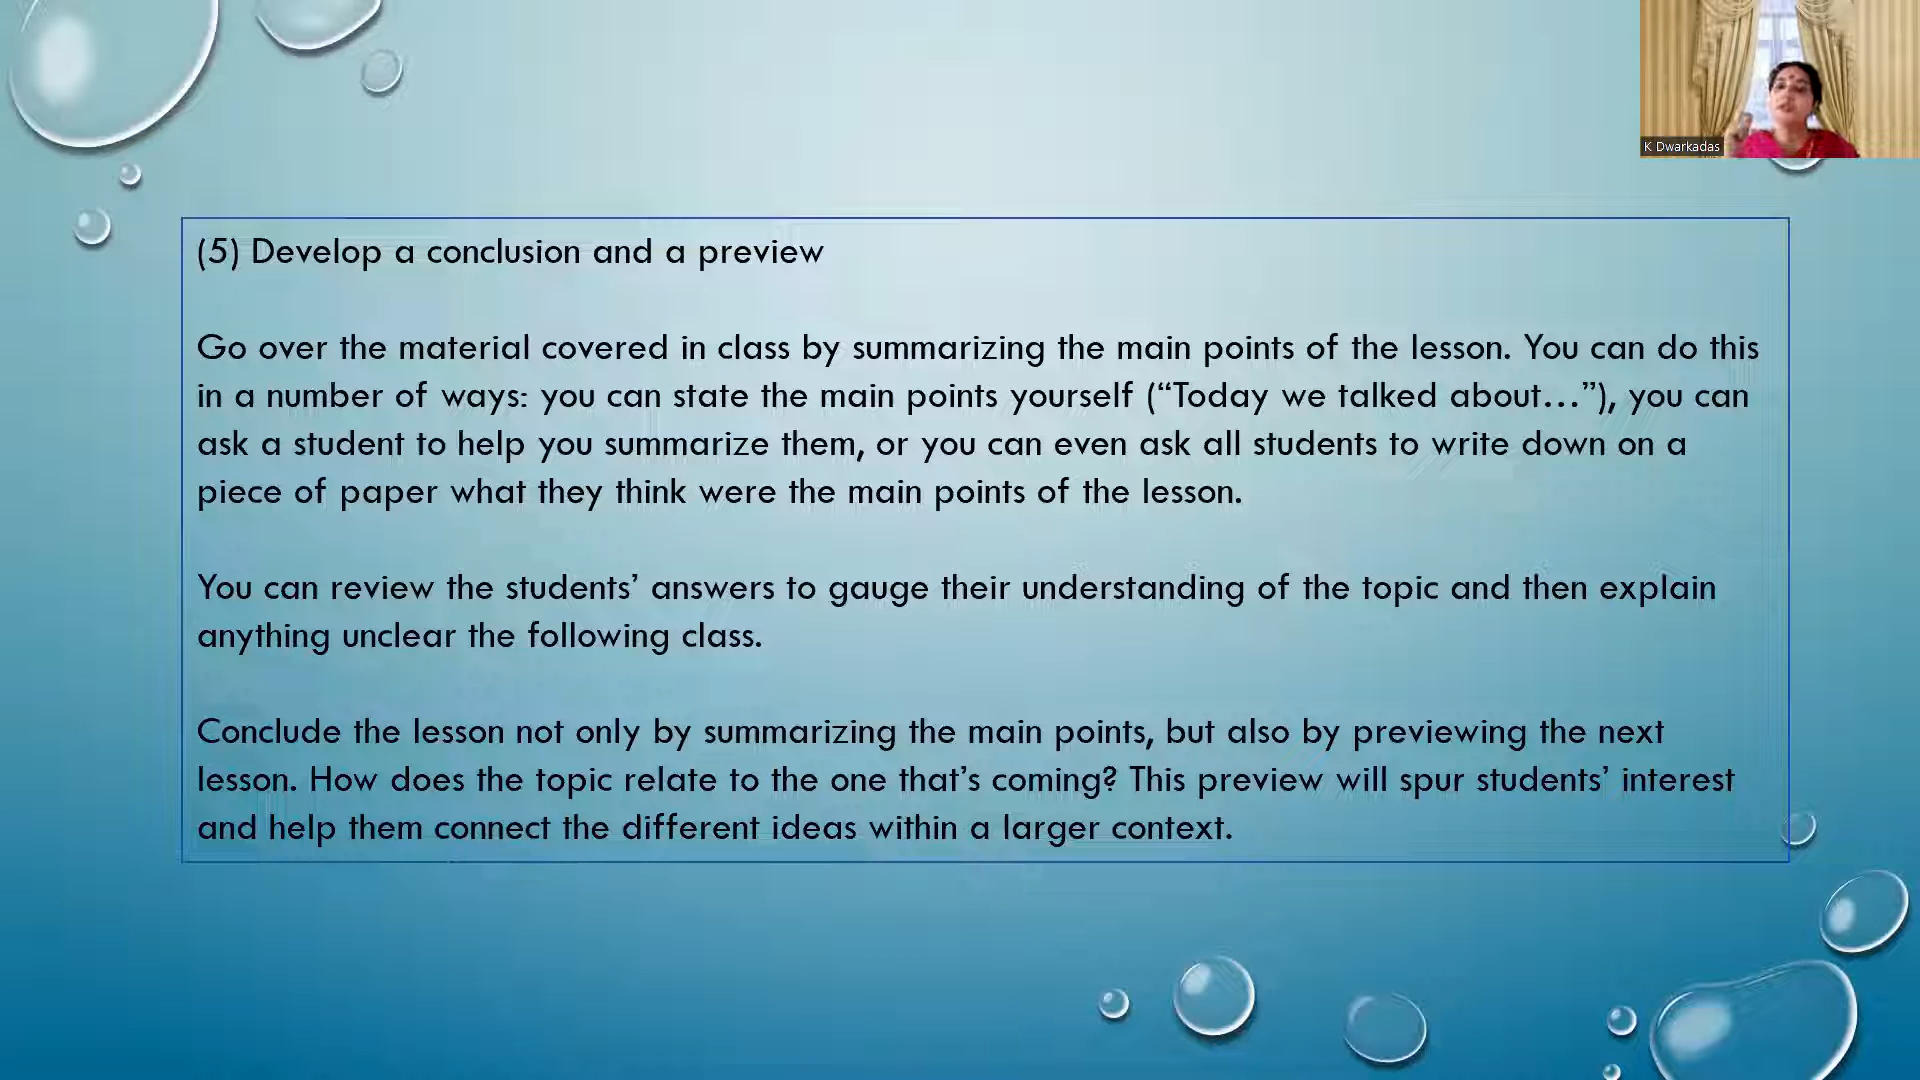 K Dwarkadas
(5) Develop a conclusion and a preview
Go over the material covered in class by summarizing the main points of the lesson. You can do this
in a number of ways: you can state the main points yourself (“Today we talked about…”), you can
ask a student to help you summarize them, or you can even ask all students to write down on a
piece of paper what they think were the main points of the lesson.
You can review the students’ answers to gauge their understanding of the topic and then explain
anything unclear the following class.
Conclude the lesson not only by summarizing the main points, but also by previewing the next
lesson. How does the topic relate to the one that’s coming? This preview will spur students’ interest
and help them connect the different ideas within a larger context.